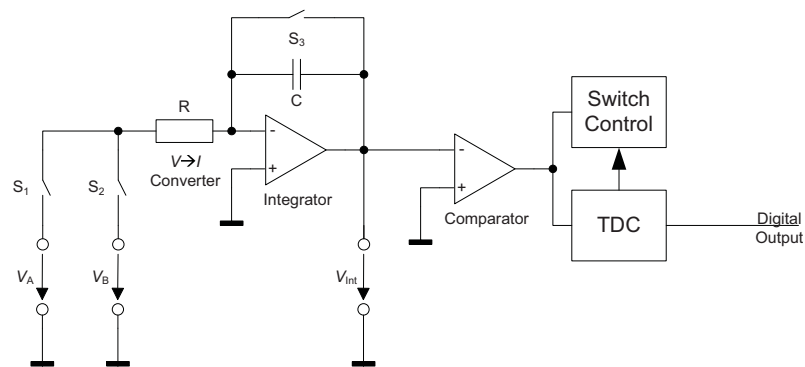 S3
C
R
-
+
V→I
Converter
Integrator
S1
S2
-
+
Comparator
Switch
Control
TDC
Digital
Output
VA
VB
VInt